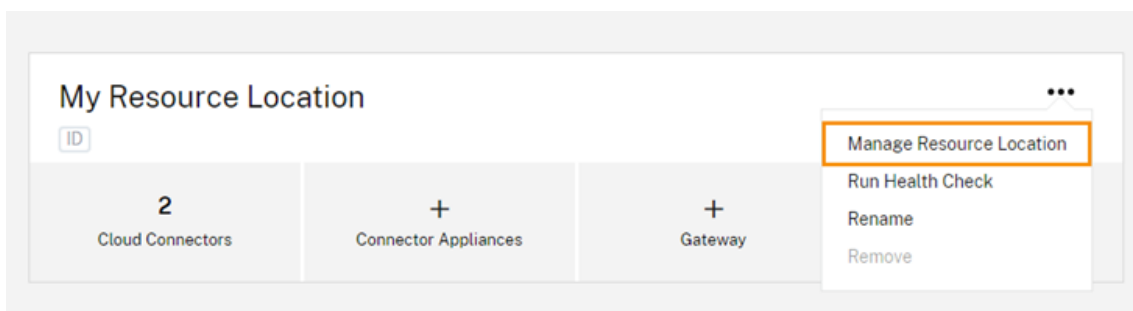 My Resource Location
•••
ID
Manage Resource Location
Run Health Check
Rename
Remove
2
Cloud Connectors
+
Connector Appliances
+
Gateway